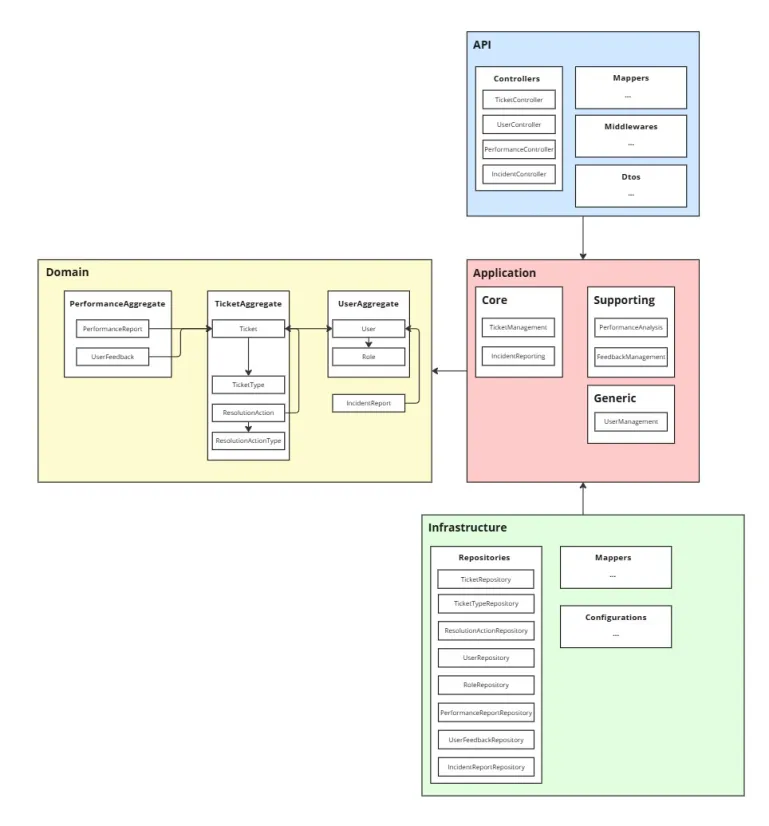 API
Controllers
TicketController
UserController
PerformanceController
IncidentController
Mappers
...
Middlewares
...
Dtos
...
Domain
PerformanceAggregate
PerformanceReport
UserFeedback
TicketAggregate
Ticket
TicketType
ResolutionAction
ResolutionActionType
UserAggregate
User
Role
IncidentReport
Application
Core
TicketManagement
IncidentReporting
Supporting
PerformanceAnalysis
FeedbackManagement
Generic
UserManagement
Infrastructure
Repositories
TicketRepository
TicketTypeRepository
ResolutionActionRepository
UserRepository
RoleRepository
PerformanceReportRepository
UserFeedbackRepository
IncidentReportRepository
Mappers
...
Configurations
...